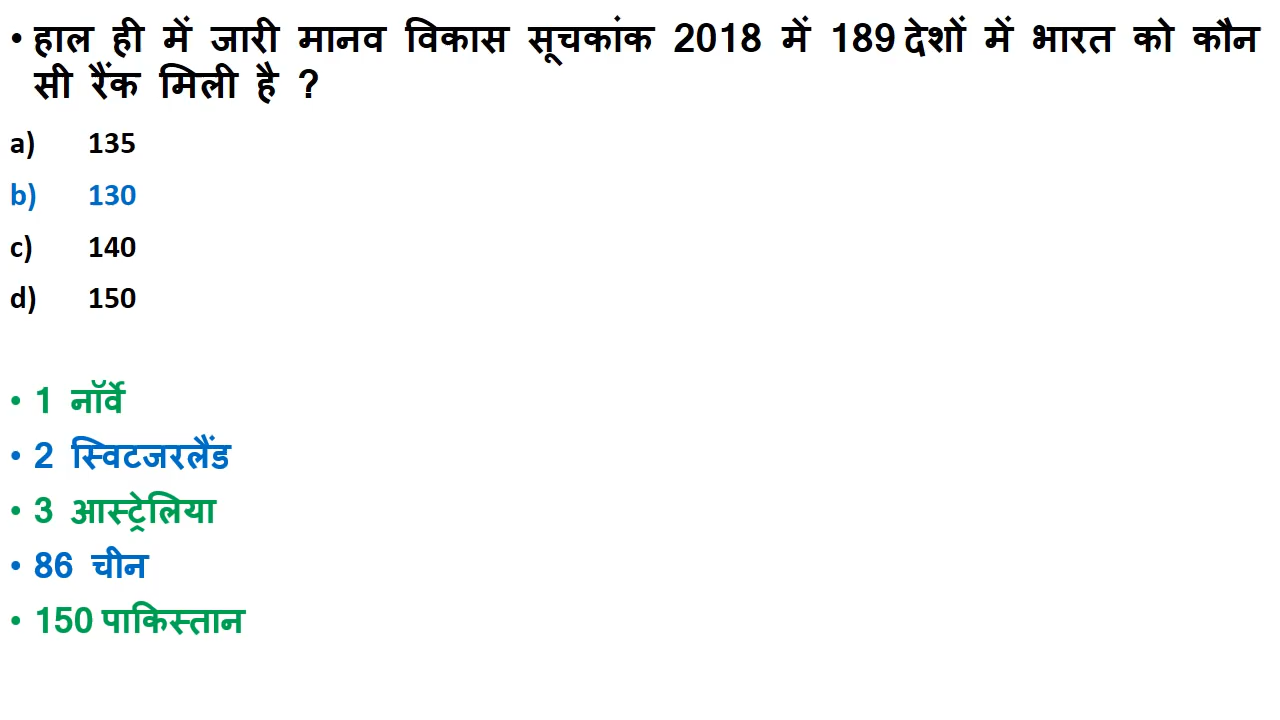 • हाल ही में जारी मानव विकास सूचकांक 2018 में 189 देशों में भारत को कौन
सी रैंक मिली है ?
a) 135
b) 130
c) 140
d) 150
• 1 नॉर्वे
• 2 स्विटजरलैंड
• 3 आस्ट्रेलिया
• 86 चीन
• 150 पाकिस्तान